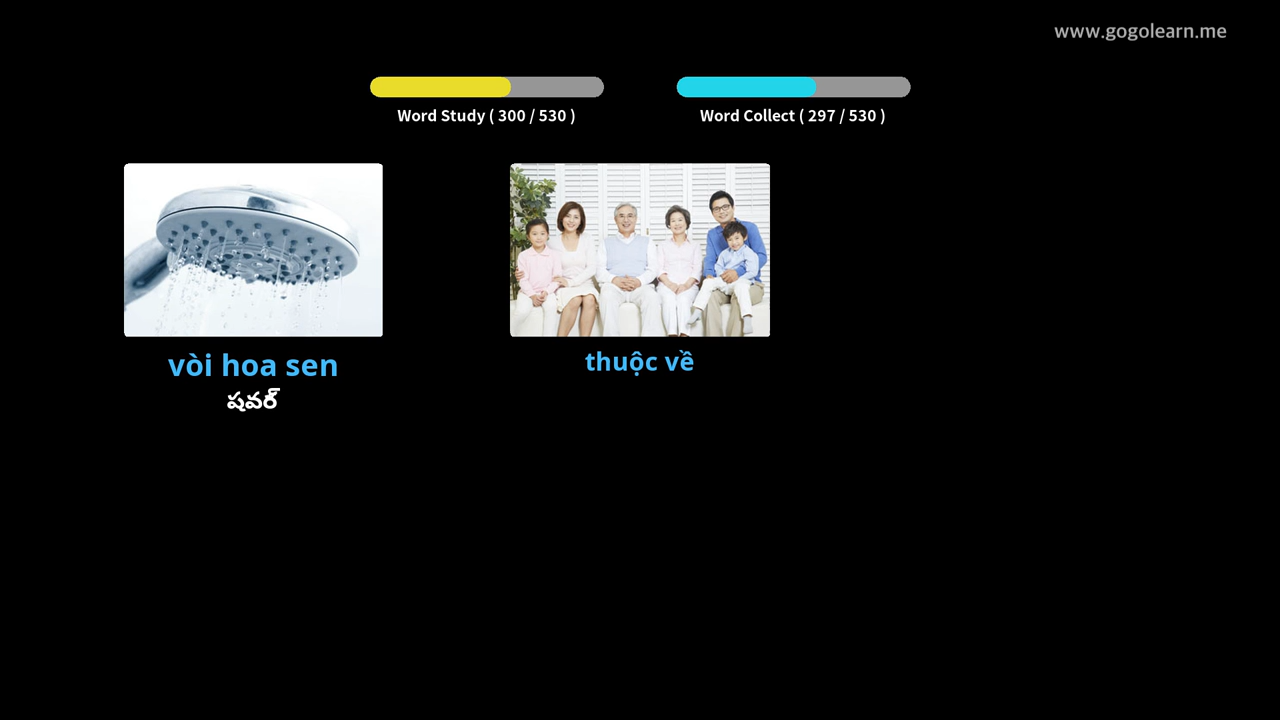 www.gogolearn.me
Word Study ( 300 / 530 )
Word Collect ( 297 / 530 )
vòi hoa sen
షవర్
thuộc về